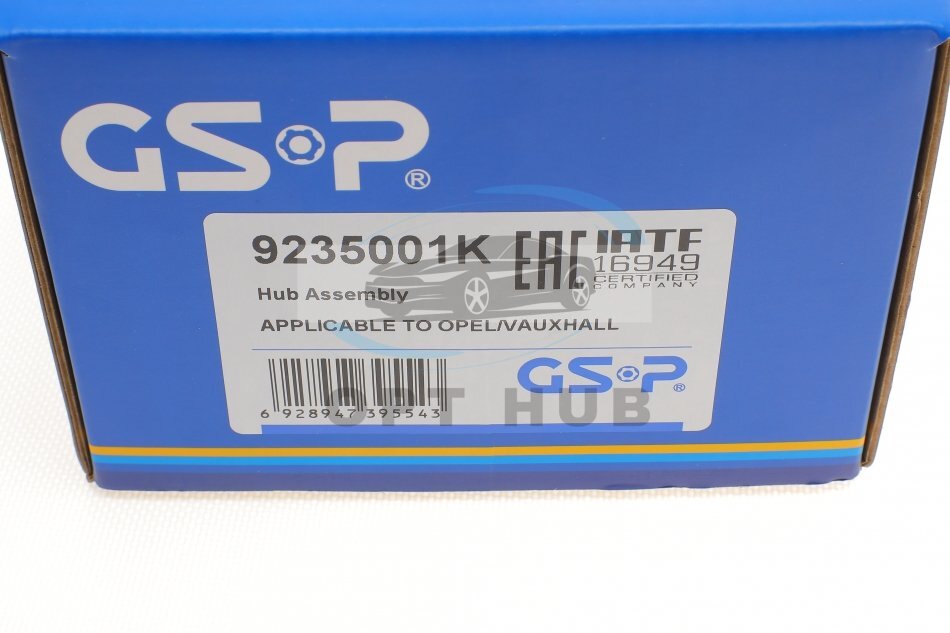 GSP®
9235001K
EAC
IATF
16949
CERTIFIED
COMPANY
Hub Assembly
APPLICABLE TO OPEL/VAUXHALL
GSP®
6 928947 395543
OPT HUB